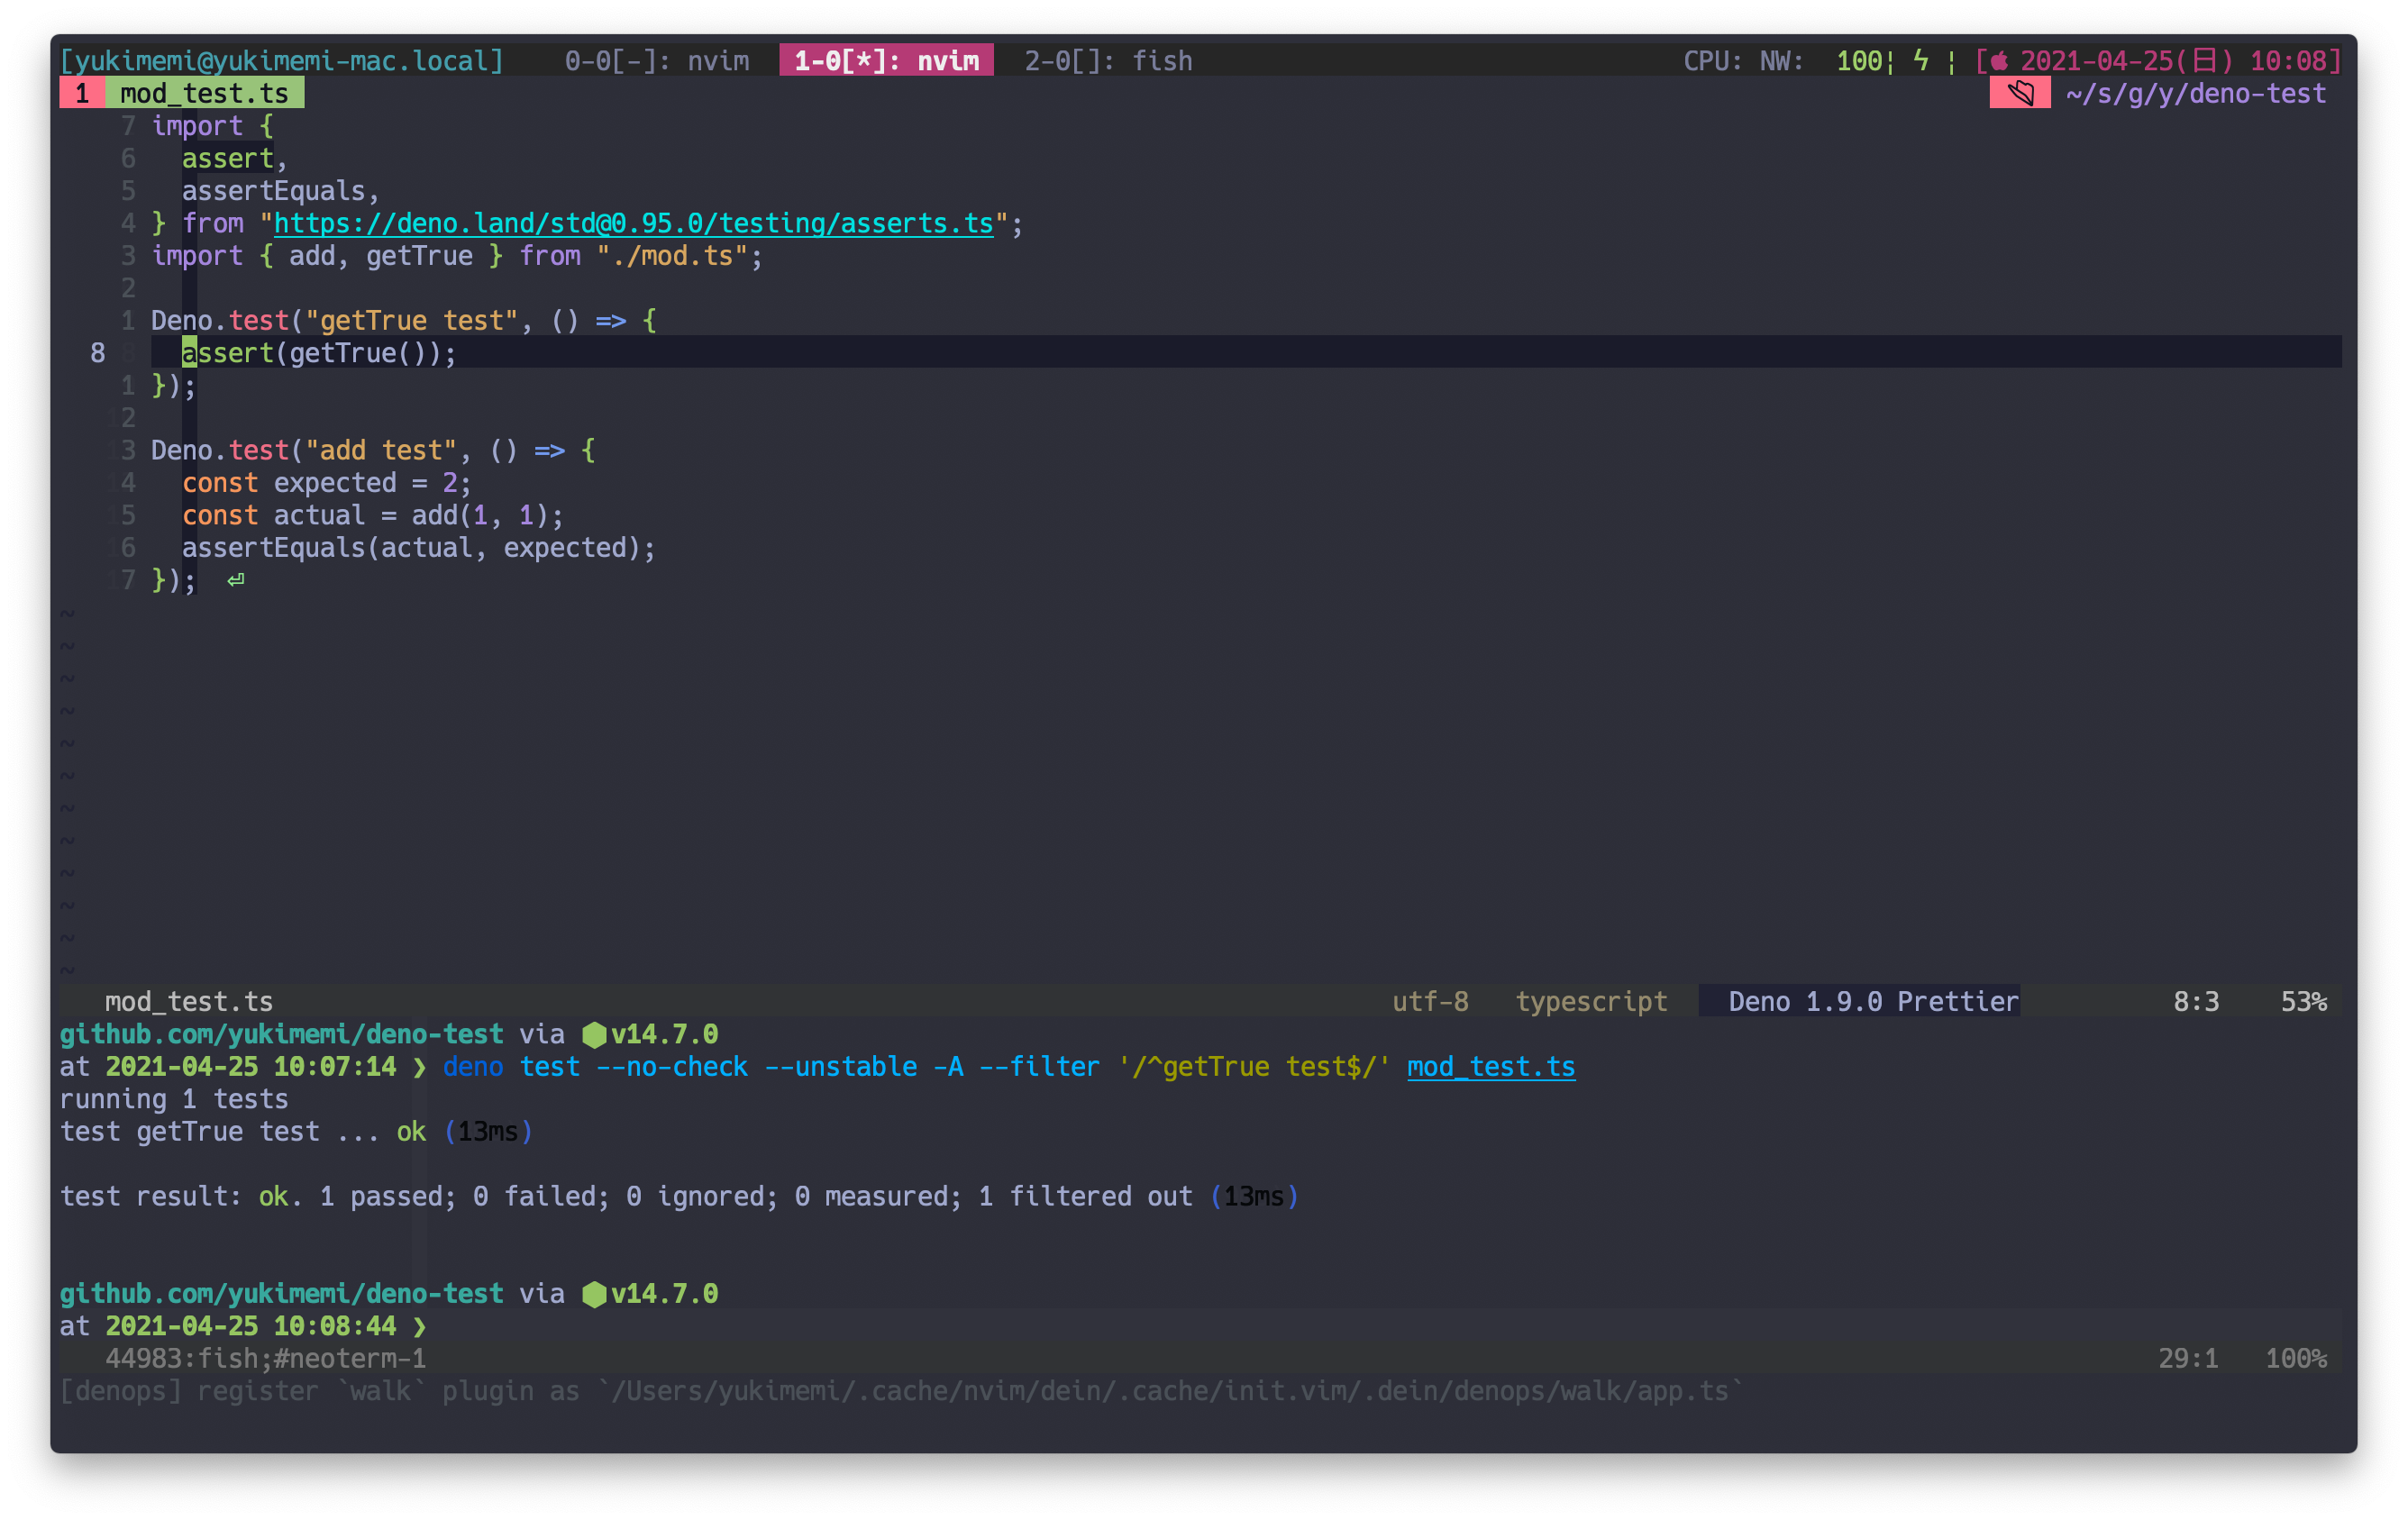 [yukimemi@yukimemi-mac.local] 0-0[-]: nvim 1-0[*]: nvim 2-0[]: fish CPU: NW: 100¦ ϟ ¦ [ 2021-04-25(日) 10:08]
1 mod_test.ts ~/s/g/y/deno-test
7 import {
6 assert,
5 assertEquals,
4 } from "https://deno.land/std@0.95.0/testing/asserts.ts";
3 import { add, getTrue } from "./mod.ts";
2
1 Deno.test("getTrue test", () => {
8 8 assert(getTrue());
1 });
12
13 Deno.test("add test", () => {
14 const expected = 2;
15 const actual = add(1, 1);
16 assertEquals(actual, expected);
17 }); ⏎
~
~
~
~
~
~
~
~
~
~
~
~
mod_test.ts utf-8 typescript Deno 1.9.0 Prettier 8:3 53%
github.com/yukimemi/deno-test via ⬢v14.7.0
at 2021-04-25 10:07:14 ❯ deno test --no-check --unstable -A --filter '/^getTrue test$/' mod_test.ts
running 1 tests
test getTrue test ... ok (13ms)
test result: ok. 1 passed; 0 failed; 0 ignored; 0 measured; 1 filtered out (13ms)
github.com/yukimemi/deno-test via ⬢v14.7.0
at 2021-04-25 10:08:44 ❯
44983:fish;#neoterm-1 29:1 100%
[denops] register `walk` plugin as `/Users/yukimemi/.cache/nvim/dein/.cache/init.vim/.dein/denops/walk/app.ts`